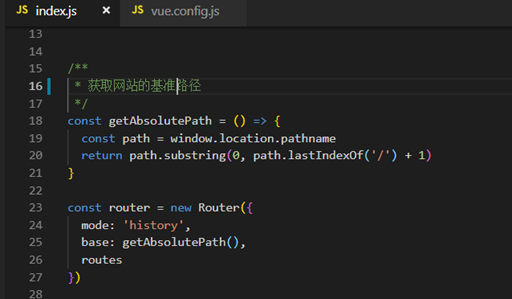 JS index.js × JS vue.config.js
13
14
15 /**
16  * 获取网站的基准路径
17  */
18 const getAbsolutePath = () => {
19   const path = window.location.pathname
20   return path.substring(0, path.lastIndexOf('/') + 1)
21 }
22
23 const router = new Router({
24   mode: 'history',
25   base: getAbsolutePath(),
26   routes
27 })
28